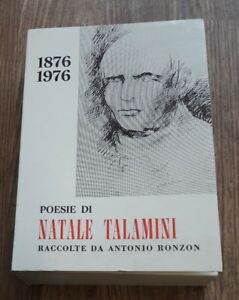 1876
1976
POESIE DI
NATALE TALAMINI
RACCOLTE DA ANTONIO RONZON